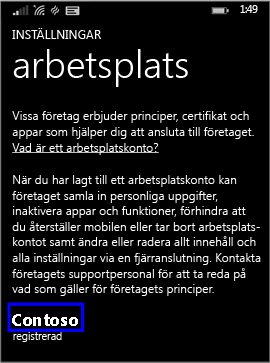 1:49
INSTÄLLNINGAR
arbetsplats
Vissa företag erbjuder principer, certifikat och
appar som hjälper dig att ansluta till företaget.
Vad är ett arbetsplatskonto?
När du har lagt till ett arbetsplatskonto kan
företaget samla in personliga uppgifter,
inaktivera appar och funktioner, förhindra att
du återställer mobilen eller tar bort arbetsplats-
kontot samt ändra eller radera allt innehåll och
alla inställningar via en fjärranslutning. Kontakta
företagets supportpersonal för att ta reda på
vad som gäller för företagets principer.
Contoso
registrerad